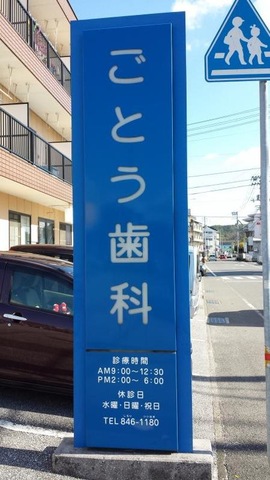 ごとう歯科
診療時間
AM9:00〜12:30
PM2:00〜 6:00
休診日
水曜・日曜・祝日
TEL 846-1180